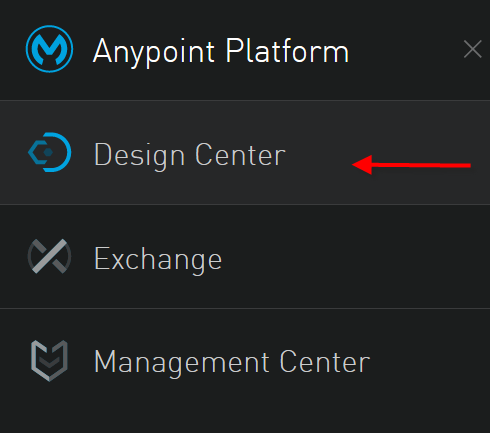 Anypoint Platform
Design Center
Exchange
Management Center